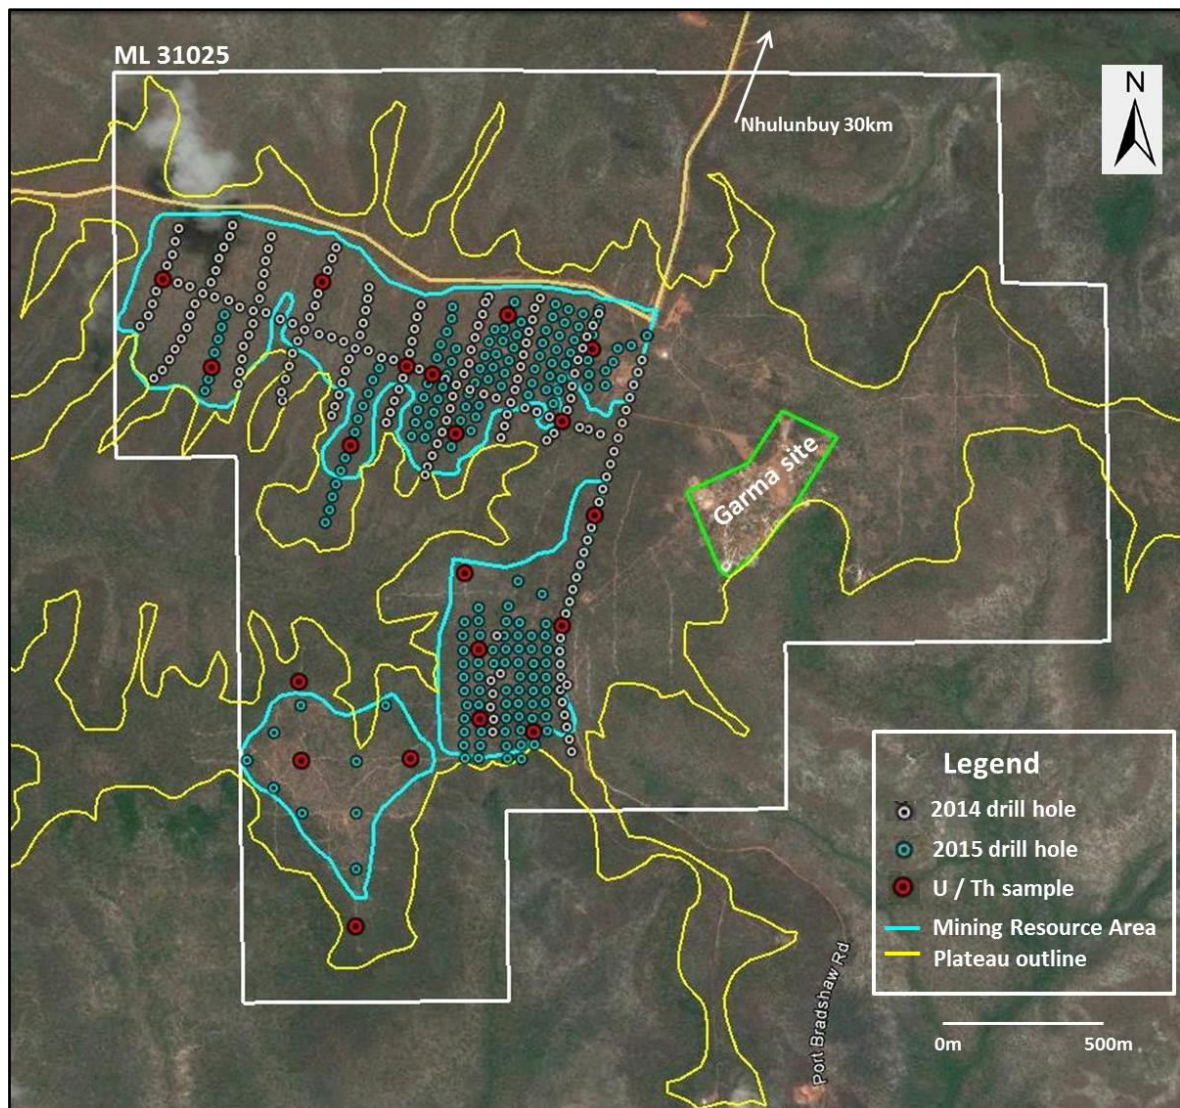 ML 31025
N
Nhulunbuy 30km
Garma site
Legend
2014 drill hole
2015 drill hole
U / Th sample
Mining Resource Area
Plateau outline
0m 500m
Port Bradshaw Rd